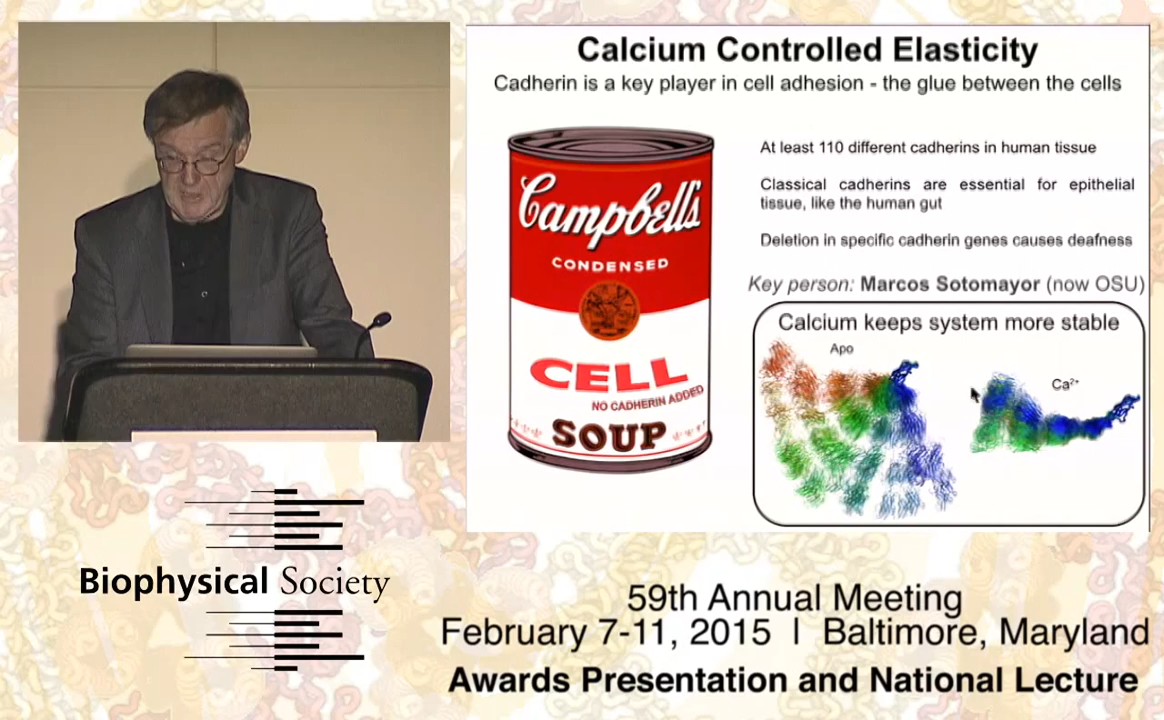 Calcium Controlled Elasticity
Cadherin is a key player in cell adhesion - the glue between the cells
At least 110 different cadherins in human tissue
Classical cadherins are essential for epithelial
tissue, like the human gut
Deletion in specific cadherin genes causes deafness
Key person: Marcos Sotomayor (now OSU)
Campbell's
CONDENSED
CELL
NO CADHERIN ADDED
SOUP
Calcium keeps system more stable
Apo
Ca²⁺
Biophysical Society
59th Annual Meeting
February 7-11, 2015 | Baltimore, Maryland
Awards Presentation and National Lecture